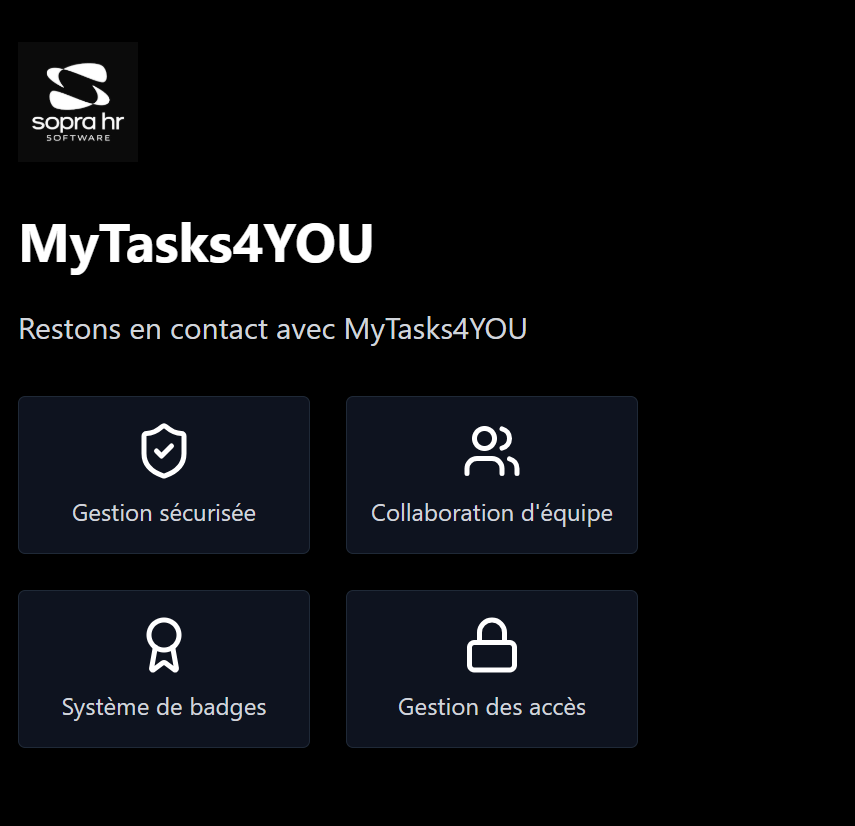 sopra hr
SOFTWARE
MyTasks4YOU
Restons en contact avec MyTasks4YOU
Gestion sécurisée
Collaboration d'équipe
Système de badges
Gestion des accès